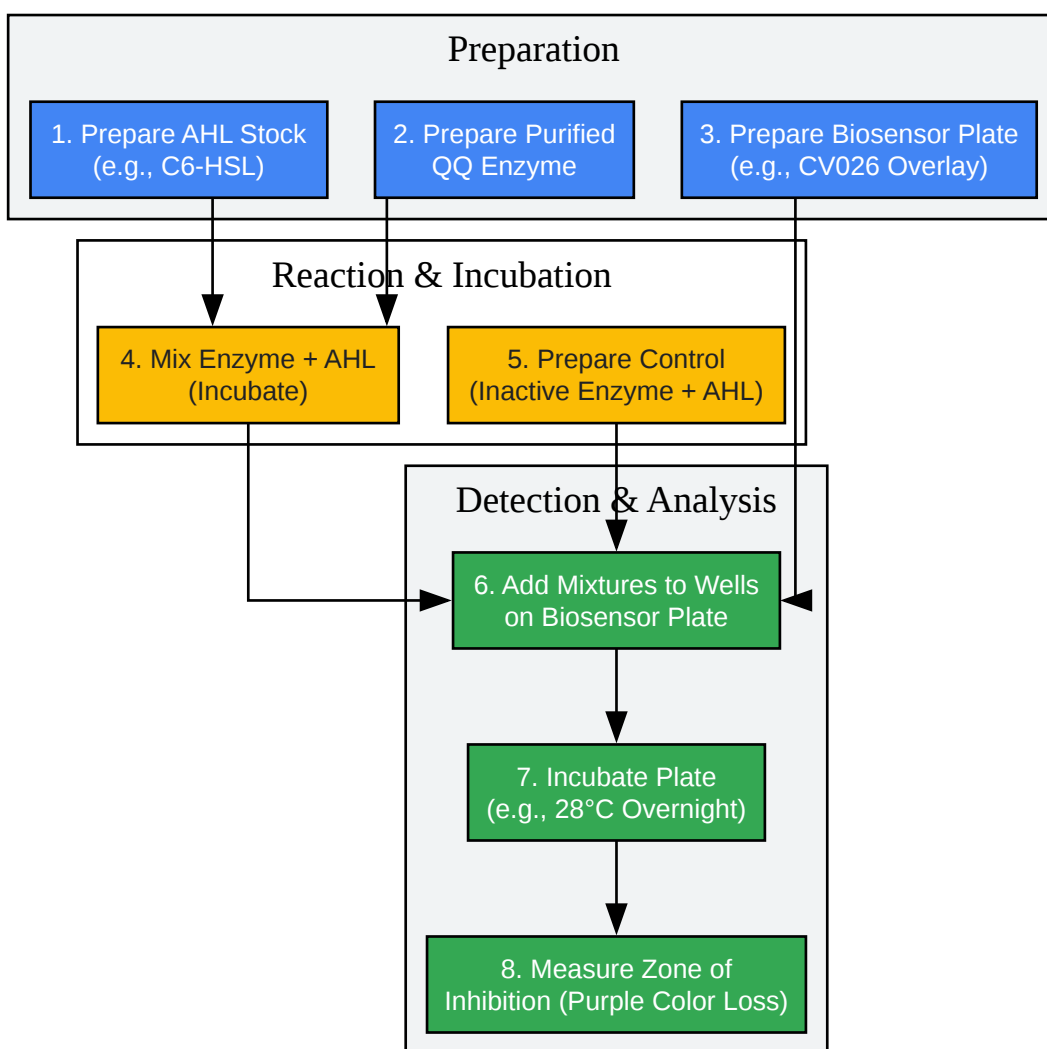 Preparation
1. Prepare AHL Stock
(e.g., C6-HSL)
2. Prepare Purified
QQ Enzyme
3. Prepare Biosensor Plate
(e.g., CV026 Overlay)
Reaction & Incubation
4. Mix Enzyme + AHL
(Incubate)
5. Prepare Control
(Inactive Enzyme + AHL)
Detection & Analysis
6. Add Mixtures to Wells
on Biosensor Plate
7. Incubate Plate
(e.g., 28°C Overnight)
8. Measure Zone of
Inhibition (Purple Color Loss)